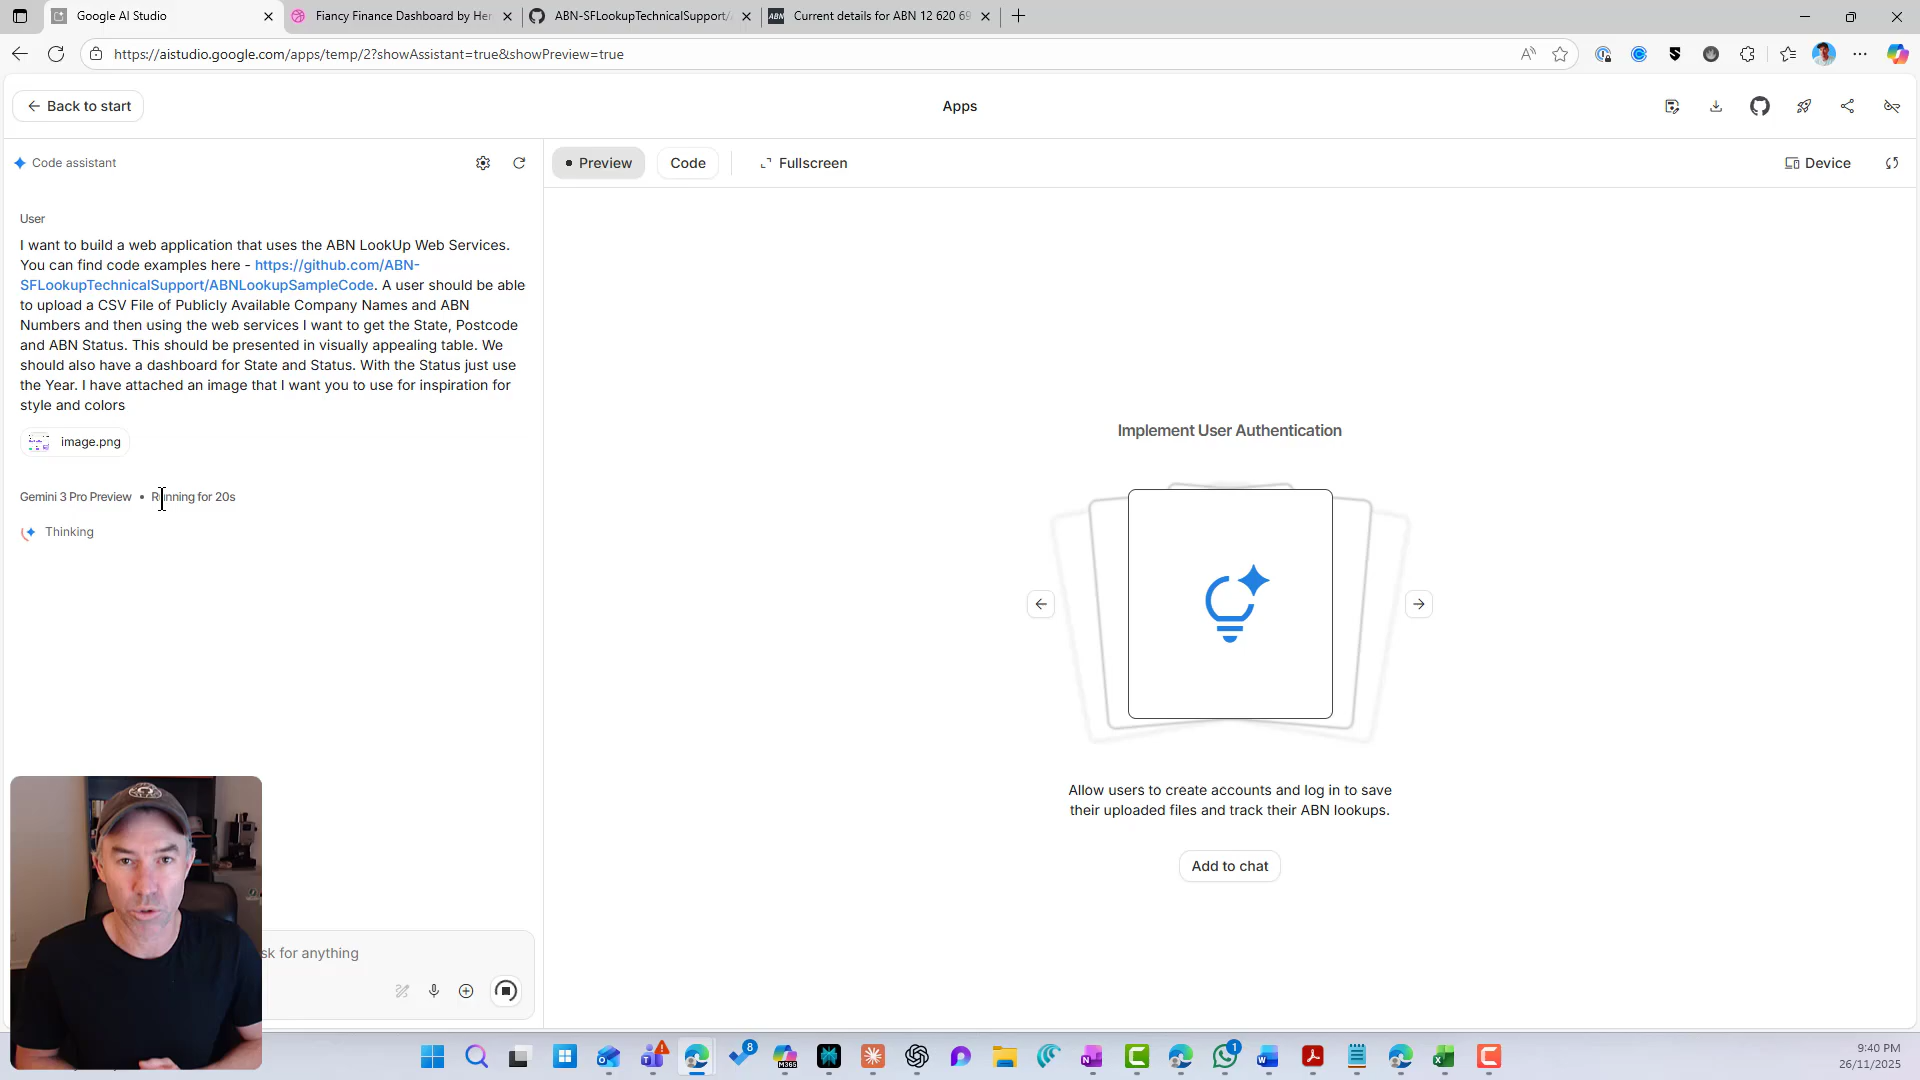 Google AI Studio
Fiancy Finance Dashboard by Her
ABN-SFLookupTechnicalSupport/
ABN
Current details for ABN 12 620 69
https://aistudio.google.com/apps/temp/2?showAssistant=true&showPreview=true
Back to start
Apps
Code assistant
Preview
Code
Fullscreen
Device
User
I want to build a web application that uses the ABN LookUp Web Services.
You can find code examples here - https://github.com/ABN-
SFLookupTechnicalSupport/ABNLookupSampleCode. A user should be able
to upload a CSV File of Publicly Available Company Names and ABN
Numbers and then using the web services I want to get the State, Postcode
and ABN Status. This should be presented in visually appealing table. We
should also have a dashboard for State and Status. With the Status just use
the Year. I have attached an image that I want you to use for inspiration for
style and colors
image.png
Gemini 3 Pro Preview • Running for 20s
Thinking
Implement User Authentication
Allow users to create accounts and log in to save
their uploaded files and track their ABN lookups.
Add to chat
sk for anything
8
M365
1
9:40 PM
26/11/2025